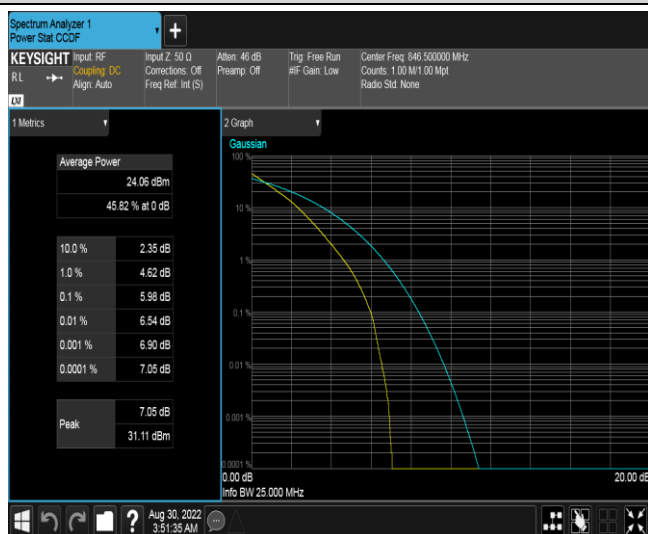 Spectrum Analyzer 1
Power Stat CCDF
+
KEYSIGHT
RL
LXI
Input: RF
Coupling: DC
Align: Auto
Input Z: 50 Ω
Corrections: Off
Freq Ref: Int (S)
Atten: 46 dB
Preamp: Off
Trig: Free Run
#IF Gain: Low
Center Freq: 846.500000 MHz
Counts: 1.00 M/1.00 Mpt
Radio Std: None
1 Metrics
Average Power
24.06 dBm
45.82 % at 0 dB
10.0 % 2.35 dB
1.0 % 4.62 dB
0.1 % 5.98 dB
0.01 % 6.54 dB
0.001 % 6.90 dB
0.0001 % 7.05 dB
Peak
7.05 dB
31.11 dBm
2 Graph
Gaussian
100 %
10 %
1 %
0.1 %
0.01 %
0.001 %
0.0001 %
0.00 dB
20.00 dB
Info BW 25.000 MHz
?
Aug 30, 2022
3:51:35 AM